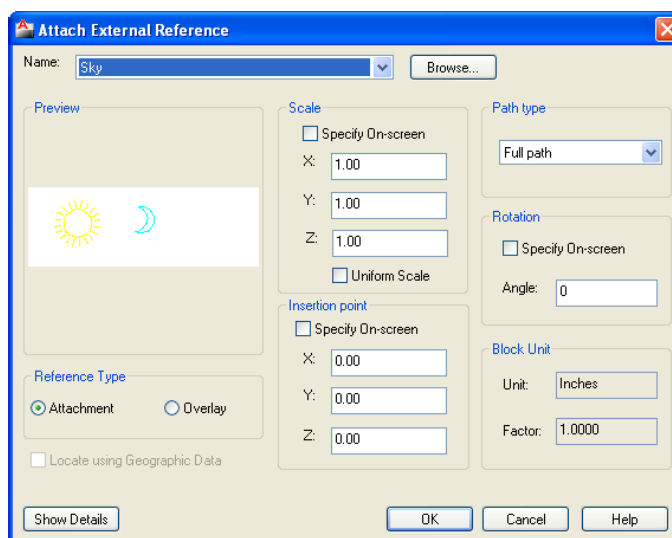 Attach External Reference
Name: Sky Browse...
Preview
Scale
Specify On-screen
X: 1.00
Y: 1.00
Z: 1.00
Uniform Scale
Path type
Full path
Rotation
Specify On-screen
Angle: 0
Insertion point
Specify On-screen
X: 0.00
Y: 0.00
Z: 0.00
Block Unit
Unit: Inches
Factor: 1.0000
Reference Type
Attachment Overlay
Locate using Geographic Data
Show Details OK Cancel Help